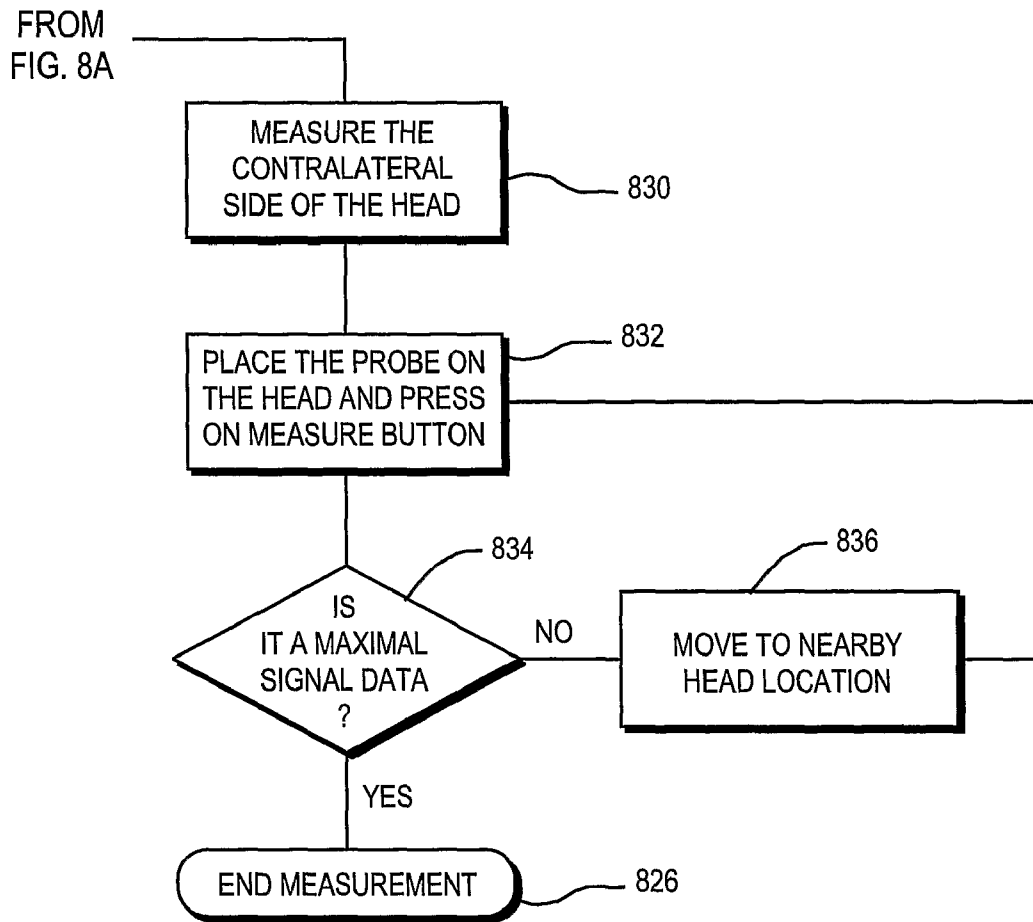 FROM
FIG. 8A
MEASURE THE
CONTRALATERAL
SIDE OF THE HEAD
830
PLACE THE PROBE ON
THE HEAD AND PRESS
ON MEASURE BUTTON
832
IS
IT A MAXIMAL
SIGNAL DATA
?
834
NO
MOVE TO NEARBY
HEAD LOCATION
836
YES
END MEASUREMENT
826